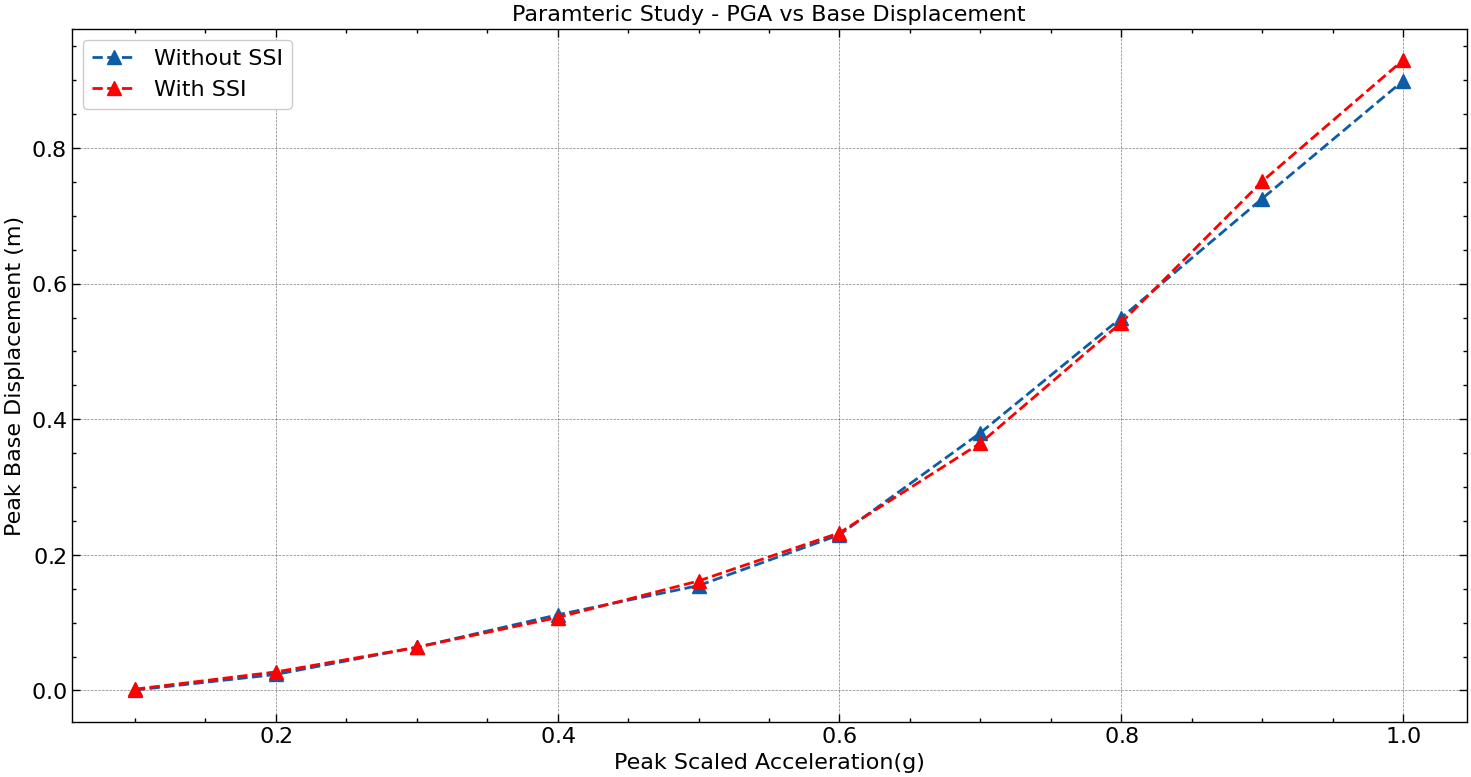 Paramteric Study - PGA vs Base Displacement
Without SSI
With SSI
Peak Base Displacement (m)
0.8
0.6
0.4
0.2
0.0
0.2
0.4
0.6
0.8
1.0
Peak Scaled Acceleration(g)